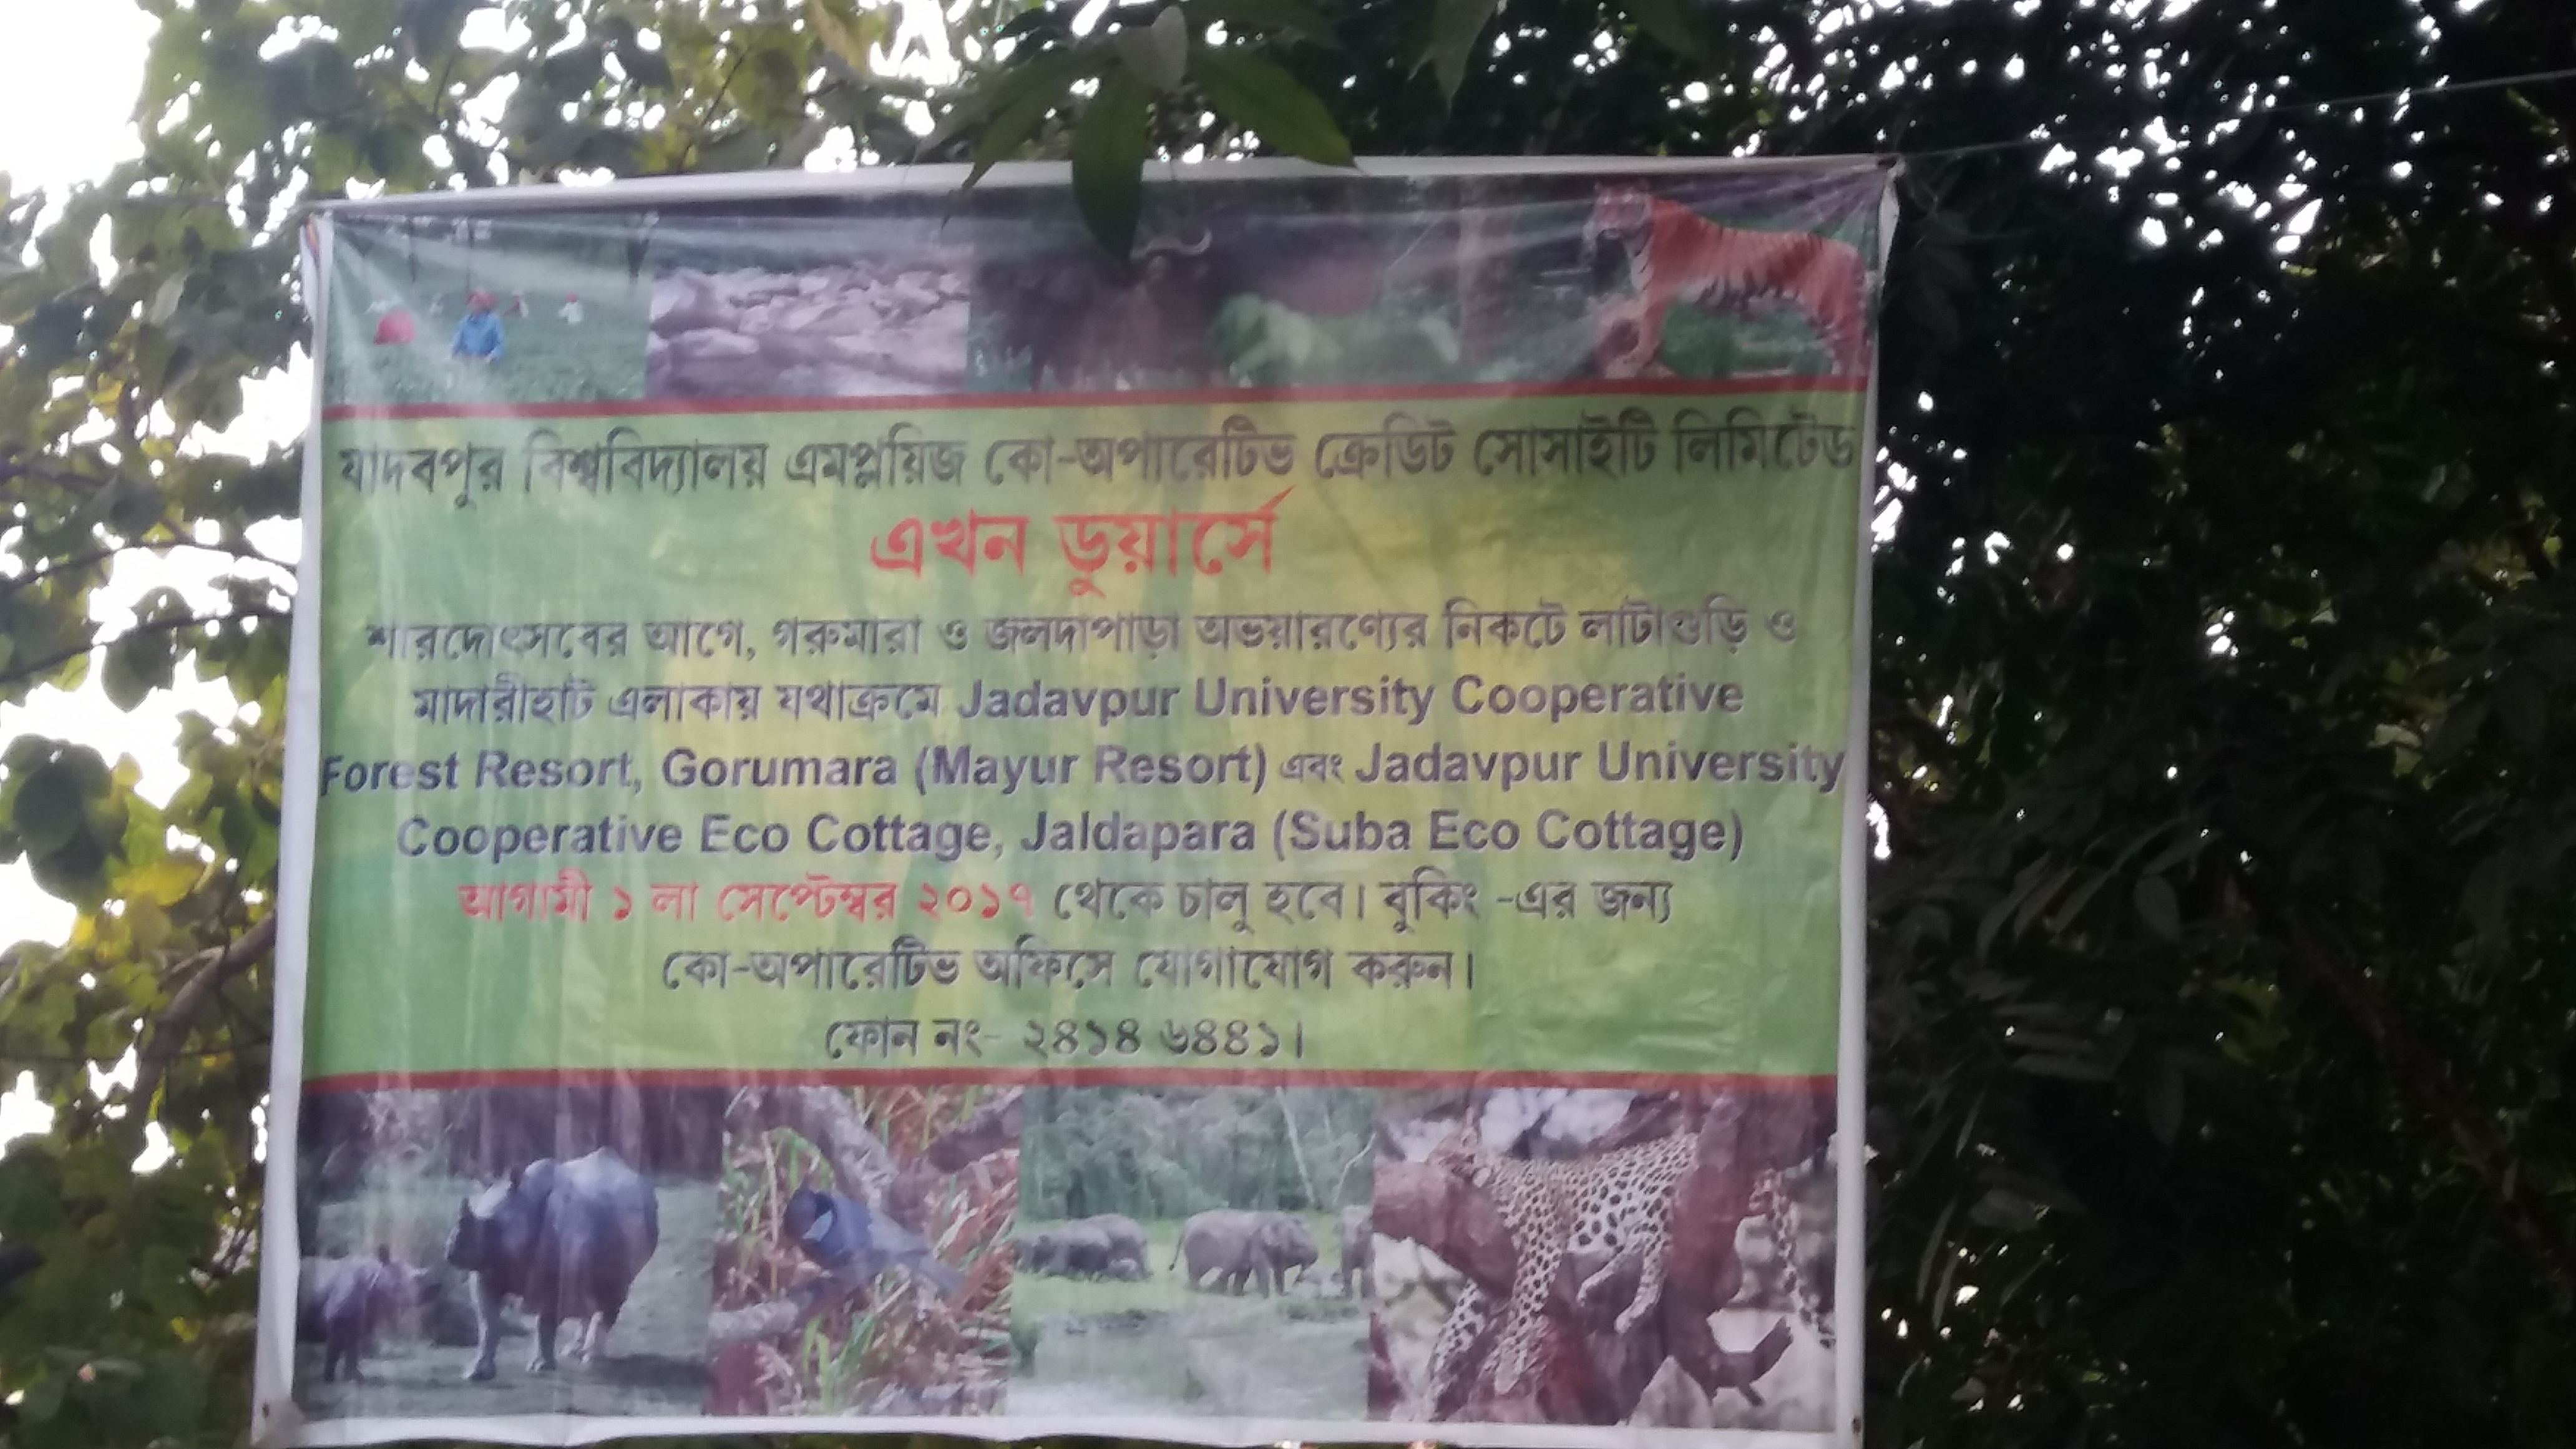 যাদবপুর বিশ্ববিদ্যালয় এমপ্লয়িজ কো-অপারেটিভ ক্রেডিট সোসাইটি লিমিটেড
এখন ডুয়ার্সে
শারদোৎসবের আগে, গরুমারা ও জলদাপাড়া অভয়ারণ্যের নিকটে লাটাগুড়ি ও
মাদারীহাট এলাকায় যথাক্রমে Jadavpur University Cooperative
Forest Resort, Gorumara (Mayur Resort) এবং Jadavpur University
Cooperative Eco Cottage, Jaldapara (Suba Eco Cottage)
আগামী ১ লা সেপ্টেম্বর ২০১৭ থেকে চালু হবে। বুকিং -এর জন্য
কো-অপারেটিভ অফিসে যোগাযোগ করুন।
ফোন নং- ২৪১৪ ৬৪৪১।